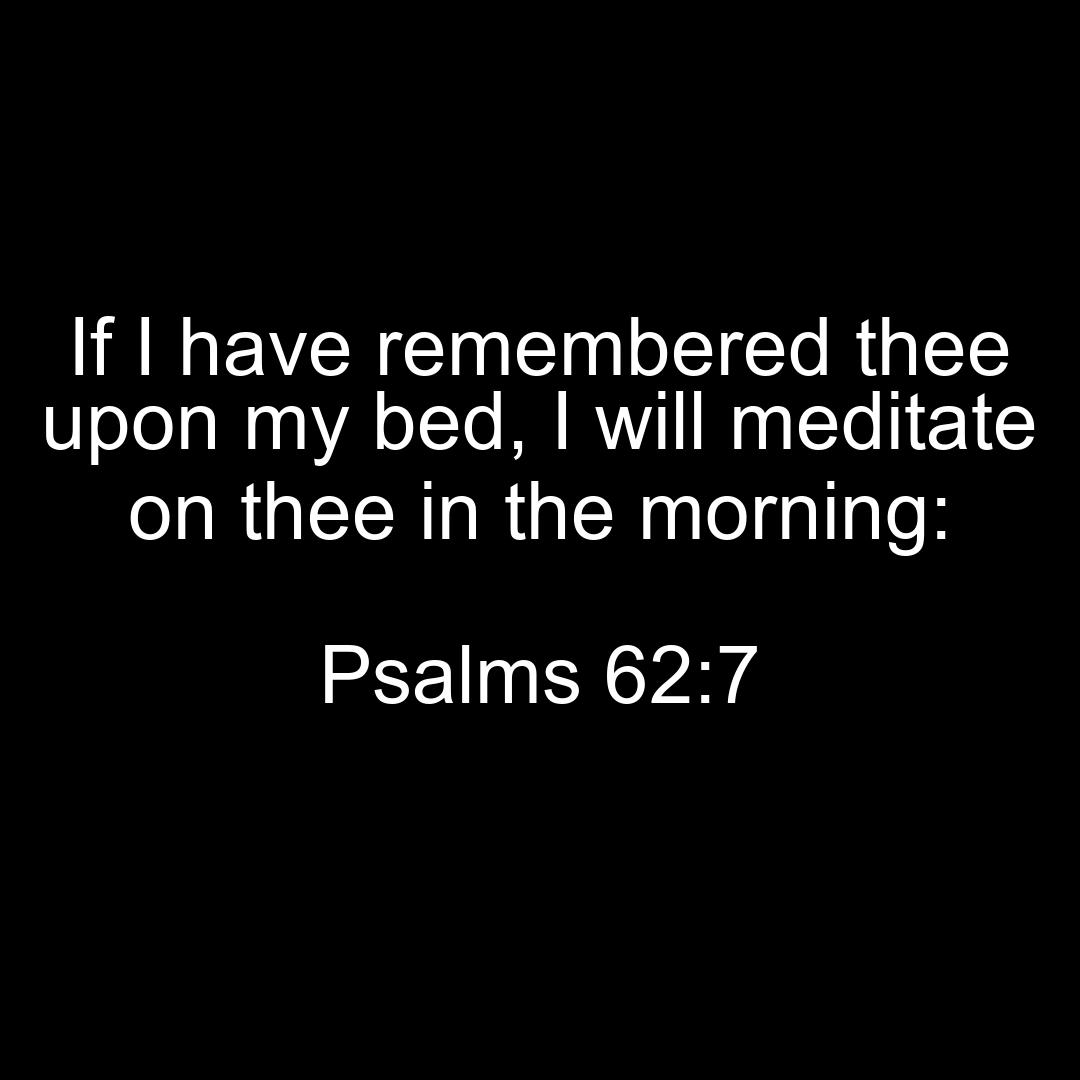 If I have remembered thee
upon my bed, I will meditate
on thee in the morning:
Psalms 62:7